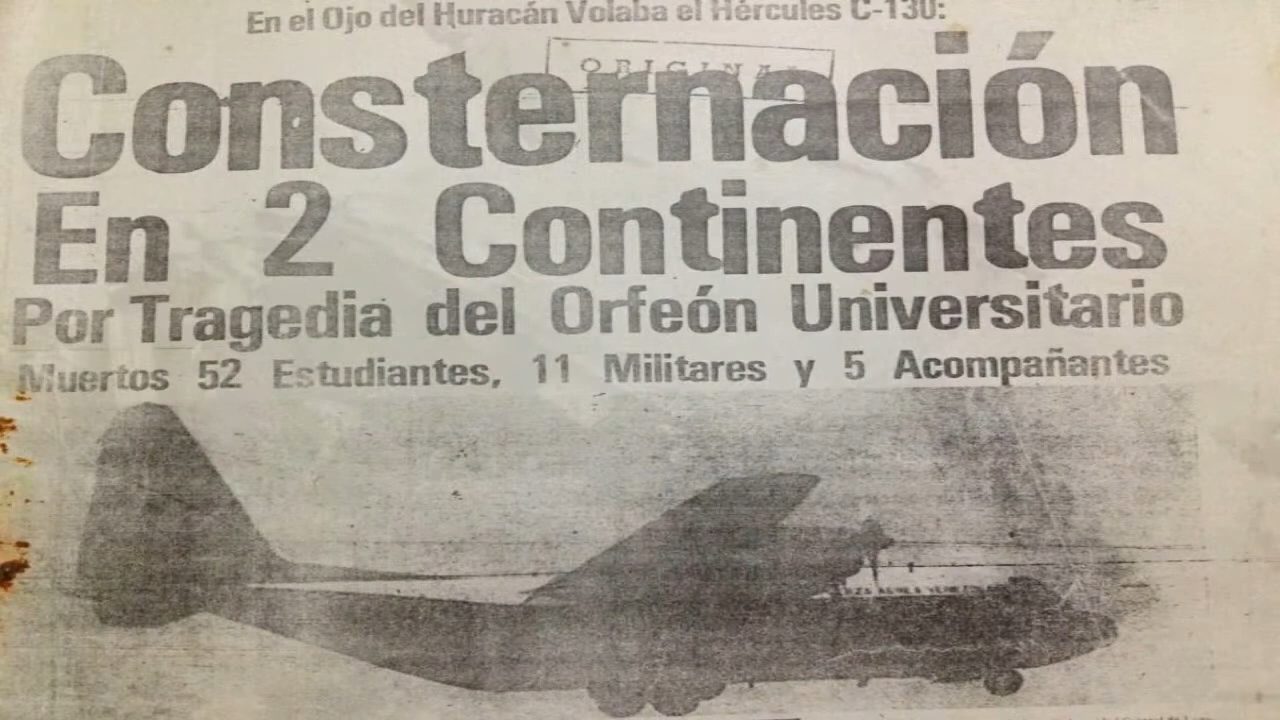 En el Ojo del Huracán Volaba el Hércules C-130:
ORIGINAL
Consternación
En 2 Continentes
Por Tragedia del Orfeón Universitario
Muertos 52 Estudiantes, 11 Militares y 5 Acompañantes